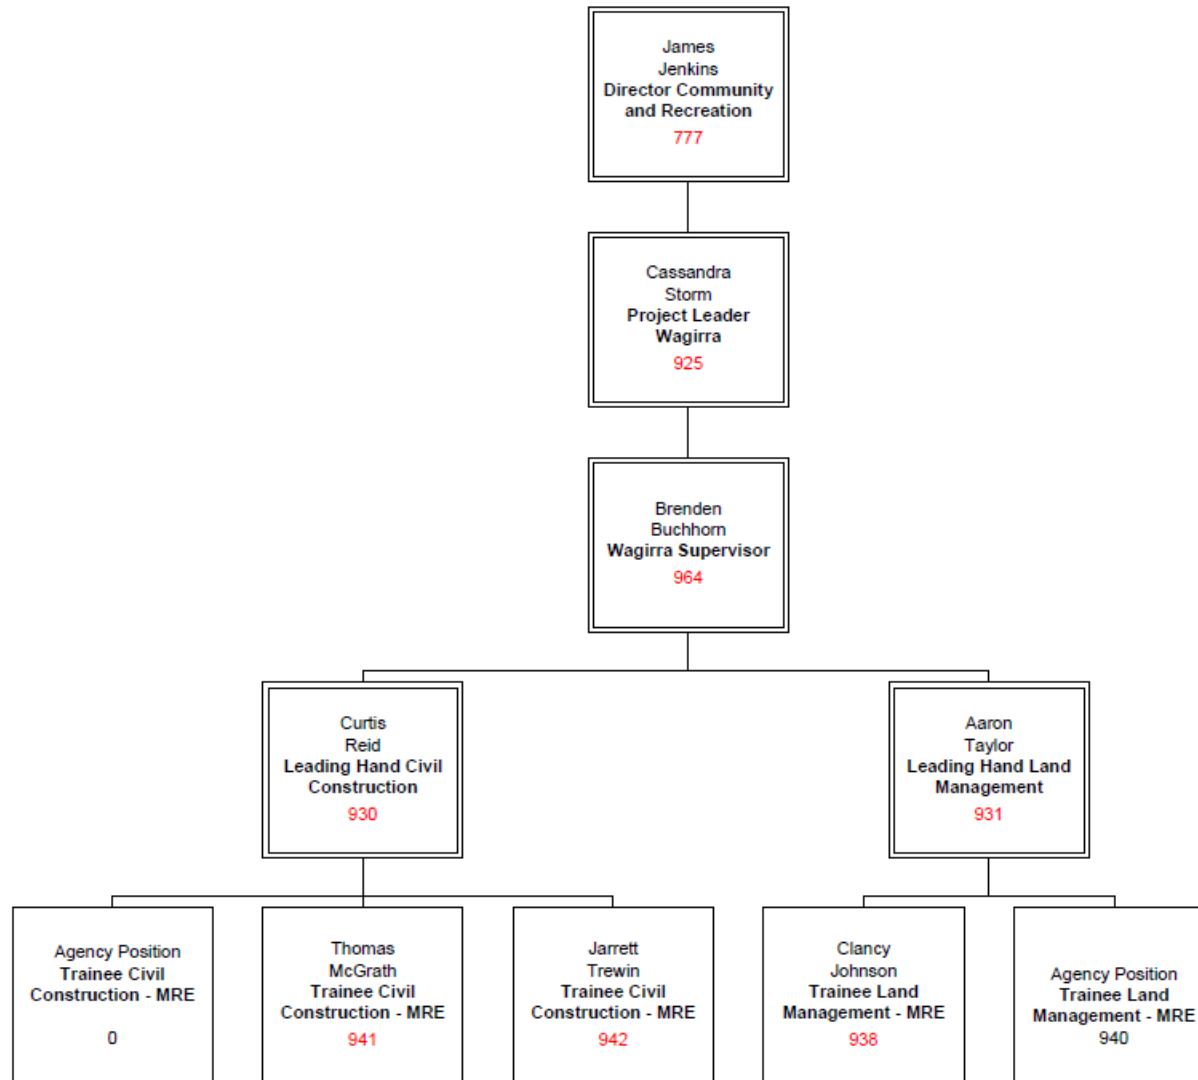 James
Jenkins
Director Community
and Recreation
777
Cassandra
Storm
Project Leader
Wagirra
925
Brenden
Buchhorn
Wagirra Supervisor
964
Curtis
Reid
Leading Hand Civil
Construction
930
Aaron
Taylor
Leading Hand Land
Management
931
Agency Position
Trainee Civil
Construction - MRE
0
Thomas
McGrath
Trainee Civil
Construction - MRE
941
Jarrett
Trewin
Trainee Civil
Construction - MRE
942
Clancy
Johnson
Trainee Land
Management - MRE
938
Agency Position
Trainee Land
Management - MRE
940